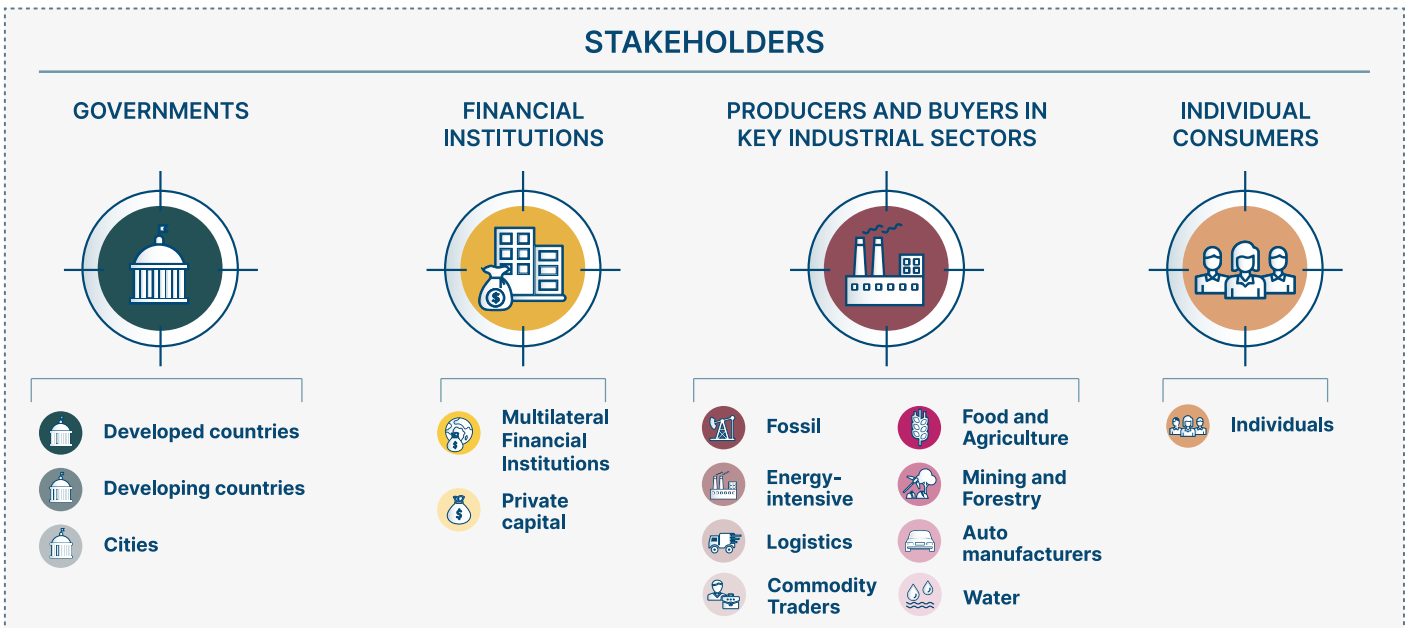 STAKEHOLDERS
GOVERNMENTS
Developed countries
Developing countries
Cities
FINANCIAL
INSTITUTIONS
$
Multilateral
Financial
Institutions
$
Private
capital
PRODUCERS AND BUYERS IN
KEY INDUSTRIAL SECTORS
Fossil
Energy-
intensive
Logistics
Commodity
Traders
Food and
Agriculture
Mining and
Forestry
Auto
manufacturers
Water
INDIVIDUAL
CONSUMERS
Individuals